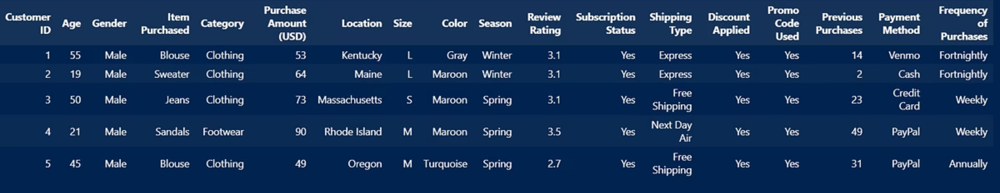 Customer ID Age Gender Item Purchased Category Purchase Amount (USD) Location Size Color Season Review Rating Subscription Status Shipping Type Discount Applied Promo Code Used Previous Purchases Payment Method Frequency of Purchases
1 55 Male Blouse Clothing 53 Kentucky L Gray Winter 3.1 Yes Express Yes Yes 14 Venmo Fortnightly
2 19 Male Sweater Clothing 64 Maine L Maroon Winter 3.1 Yes Express Yes Yes 2 Cash Fortnightly
3 50 Male Jeans Clothing 73 Massachusetts S Maroon Spring 3.1 Yes Free Shipping Yes Yes 23 Credit Card Weekly
4 21 Male Sandals Footwear 90 Rhode Island M Maroon Spring 3.5 Yes Next Day Air Yes Yes 49 PayPal Weekly
5 45 Male Blouse Clothing 49 Oregon M Turquoise Spring 2.7 Yes Free Shipping Yes Yes 31 PayPal Annually